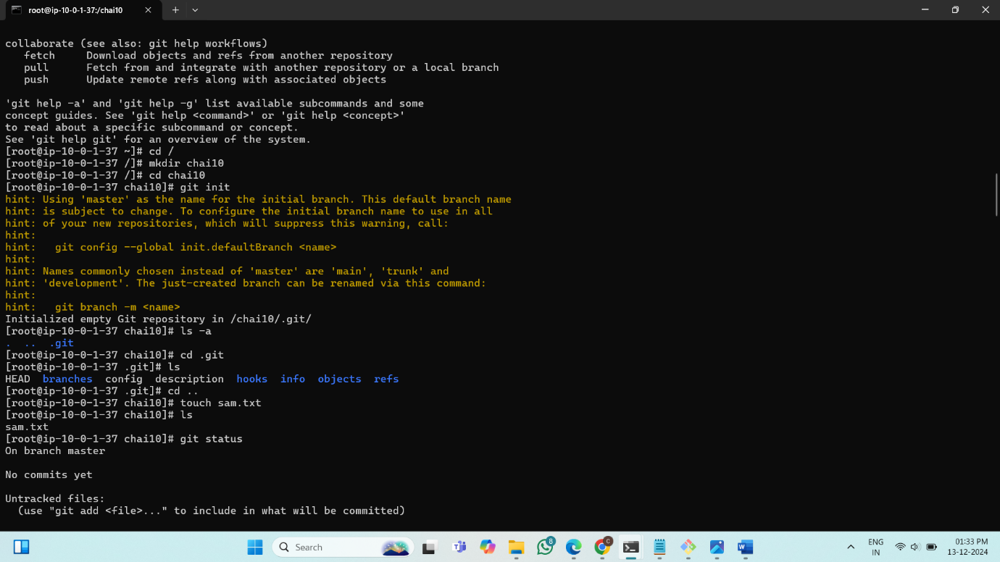 root@ip-10-0-1-37:/chai10
collaborate (see also: git help workflows)
   fetch     Download objects and refs from another repository
   pull      Fetch from and integrate with another repository or a local branch
   push      Update remote refs along with associated objects
'git help -a' and 'git help -g' list available subcommands and some
concept guides. See 'git help <command>' or 'git help <concept>'
to read about a specific subcommand or concept.
See 'git help git' for an overview of the system.
[root@ip-10-0-1-37 ~]# cd /
[root@ip-10-0-1-37 /]# mkdir chai10
[root@ip-10-0-1-37 /]# cd chai10
[root@ip-10-0-1-37 chai10]# git init
hint: Using 'master' as the name for the initial branch. This default branch name
hint: is subject to change. To configure the initial branch name to use in all
hint: of your new repositories, which will suppress this warning, call:
hint:
hint:   git config --global init.defaultBranch <name>
hint:
hint: Names commonly chosen instead of 'master' are 'main', 'trunk' and
hint: 'development'. The just-created branch can be renamed via this command:
hint:
hint:   git branch -m <name>
Initialized empty Git repository in /chai10/.git/
[root@ip-10-0-1-37 chai10]# ls -a
.  ..  .git
[root@ip-10-0-1-37 chai10]# cd .git
[root@ip-10-0-1-37 .git]# ls
HEAD  branches  config  description  hooks  info  objects  refs
[root@ip-10-0-1-37 .git]# cd ..
[root@ip-10-0-1-37 chai10]# touch sam.txt
[root@ip-10-0-1-37 chai10]# ls
sam.txt
[root@ip-10-0-1-37 chai10]# git status
On branch master
No commits yet
Untracked files:
  (use "git add <file>..." to include in what will be committed)
Search
8
C
ENG
IN
01:33 PM
13-12-2024